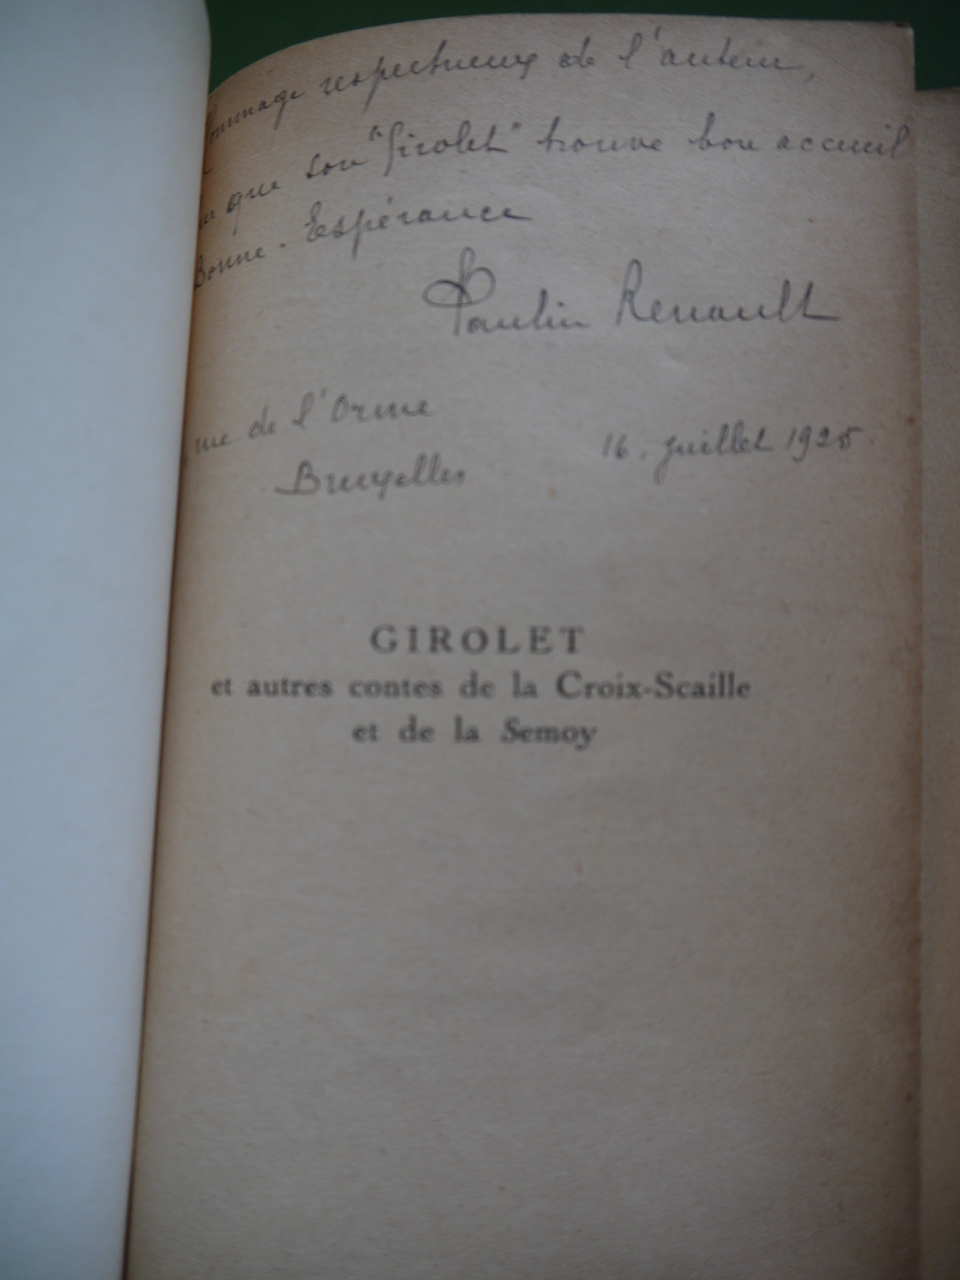 Hommage respectueux de l'auteur,
que son "Girolet" trouve bon accueil
Bonne-Espérance
Paulin Renault
rue de l'Orme
Bruxelles
16. juillet 1925.
GIROLET
et autres contes de la Croix-Scaille
et de la Semoy